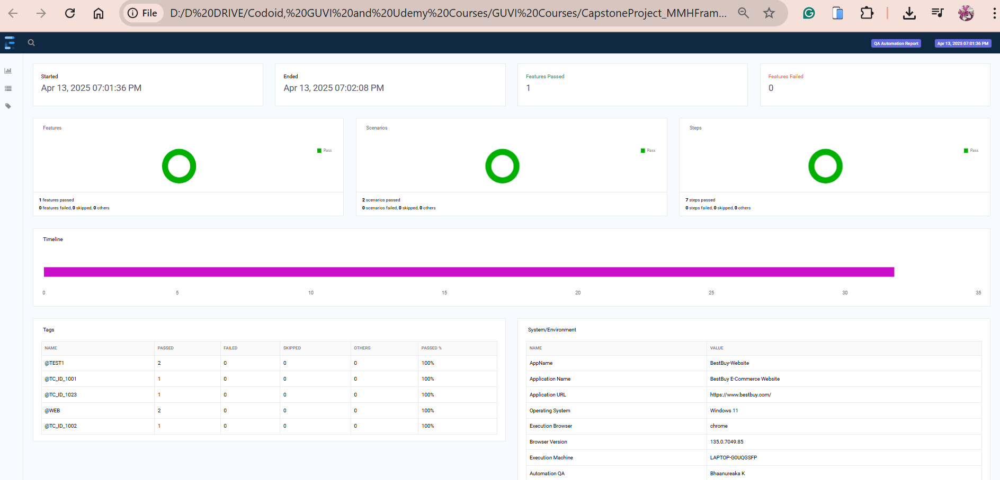 File D:/D%20DRIVE/Codoid,%20GUVI%20and%20Udemy%20Courses/GUVI%20Courses/CapstoneProject_MMHFram...
QA Automation Report Apr 13, 2025 07:01:36 PM
Started
Apr 13, 2025 07:01:36 PM
Ended
Apr 13, 2025 07:02:08 PM
Features Passed
1
Features Failed
0
Features
Pass
1 features passed
0 features failed, 0 skipped, 0 others
Scenarios
Pass
2 scenarios passed
0 scenarios failed, 0 skipped, 0 others
Steps
Pass
7 steps passed
0 steps failed, 0 skipped, 0 others
Timeline
0 5 10 15 20 25 30 35
Tags
NAME PASSED FAILED SKIPPED OTHERS PASSED %
@TEST1 2 0 0 0 100%
@TC_ID_1001 1 0 0 0 100%
@TC_ID_1023 1 0 0 0 100%
@WEB 2 0 0 0 100%
@TC_ID_1002 1 0 0 0 100%
System/Environment
NAME VALUE
AppName BestBuy-Website
Application Name BestBuy E-Commerce Website
Application URL https://www.bestbuy.com/
Operating System Windows 11
Execution Browser chrome
Browser Version 135.0.7049.85
Execution Machine LAPTOP-G0UQGSFP
Automation QA Bhaanureaka K